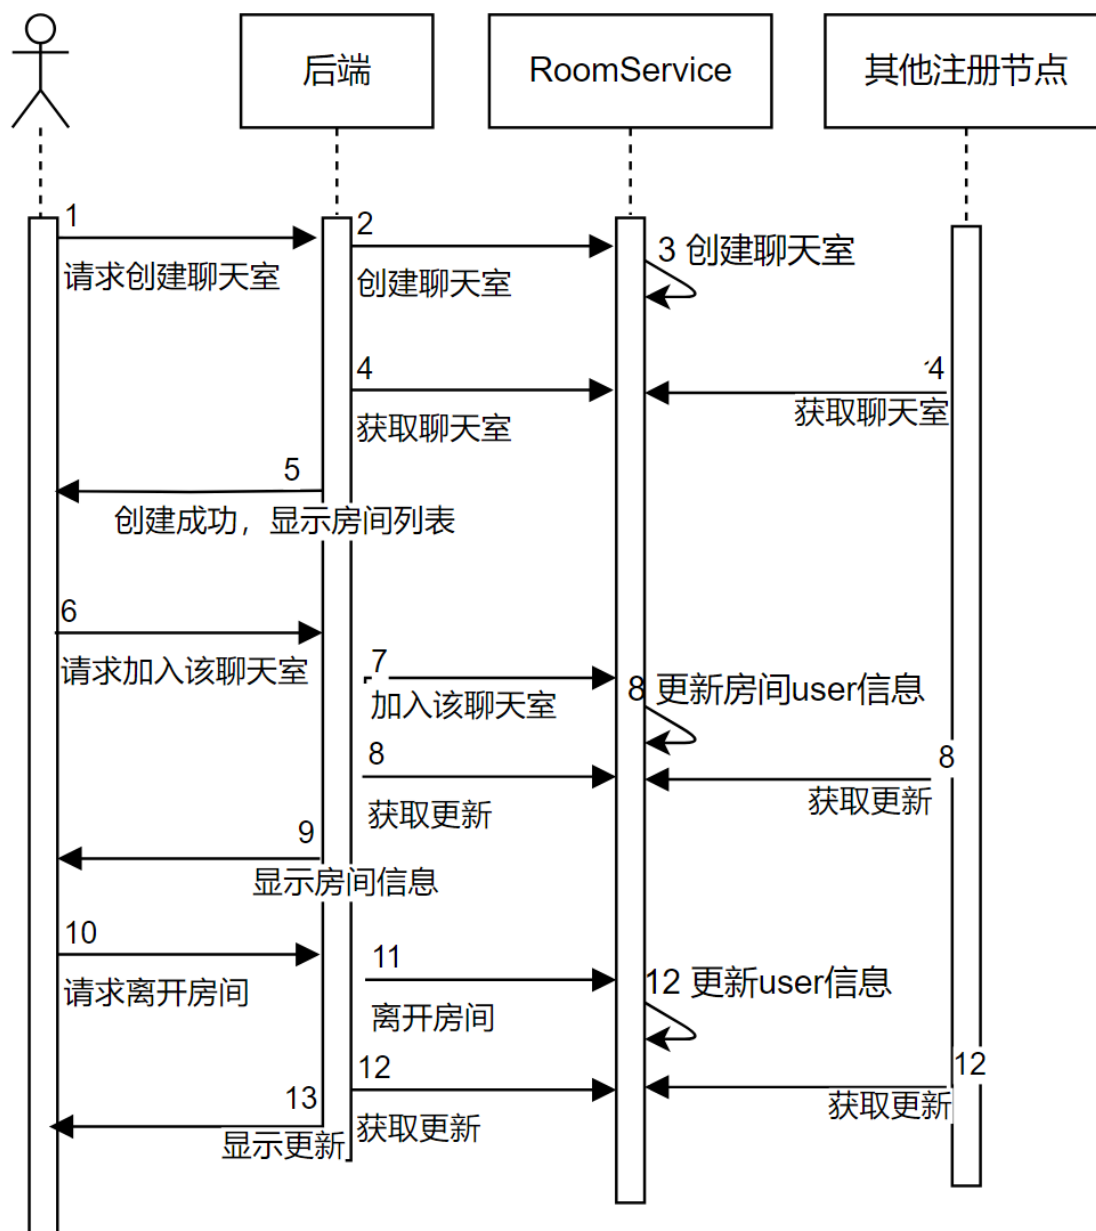 后端
RoomService
其他注册节点
1
请求创建聊天室
2
创建聊天室
3 创建聊天室
4
获取聊天室
4
获取聊天室
5
创建成功，显示房间列表
6
请求加入该聊天室
7
加入该聊天室
8 更新房间user信息
8
获取更新
8
获取更新
9
显示房间信息
10
请求离开房间
11
离开房间
12 更新user信息
12
获取更新
12
获取更新
13
显示更新